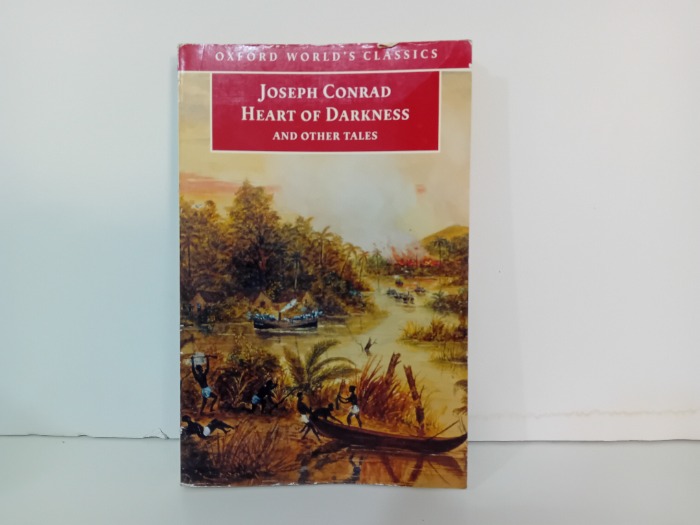 OXFORD WORLD'S CLASSICS
JOSEPH CONRAD
HEART OF DARKNESS
AND OTHER TALES